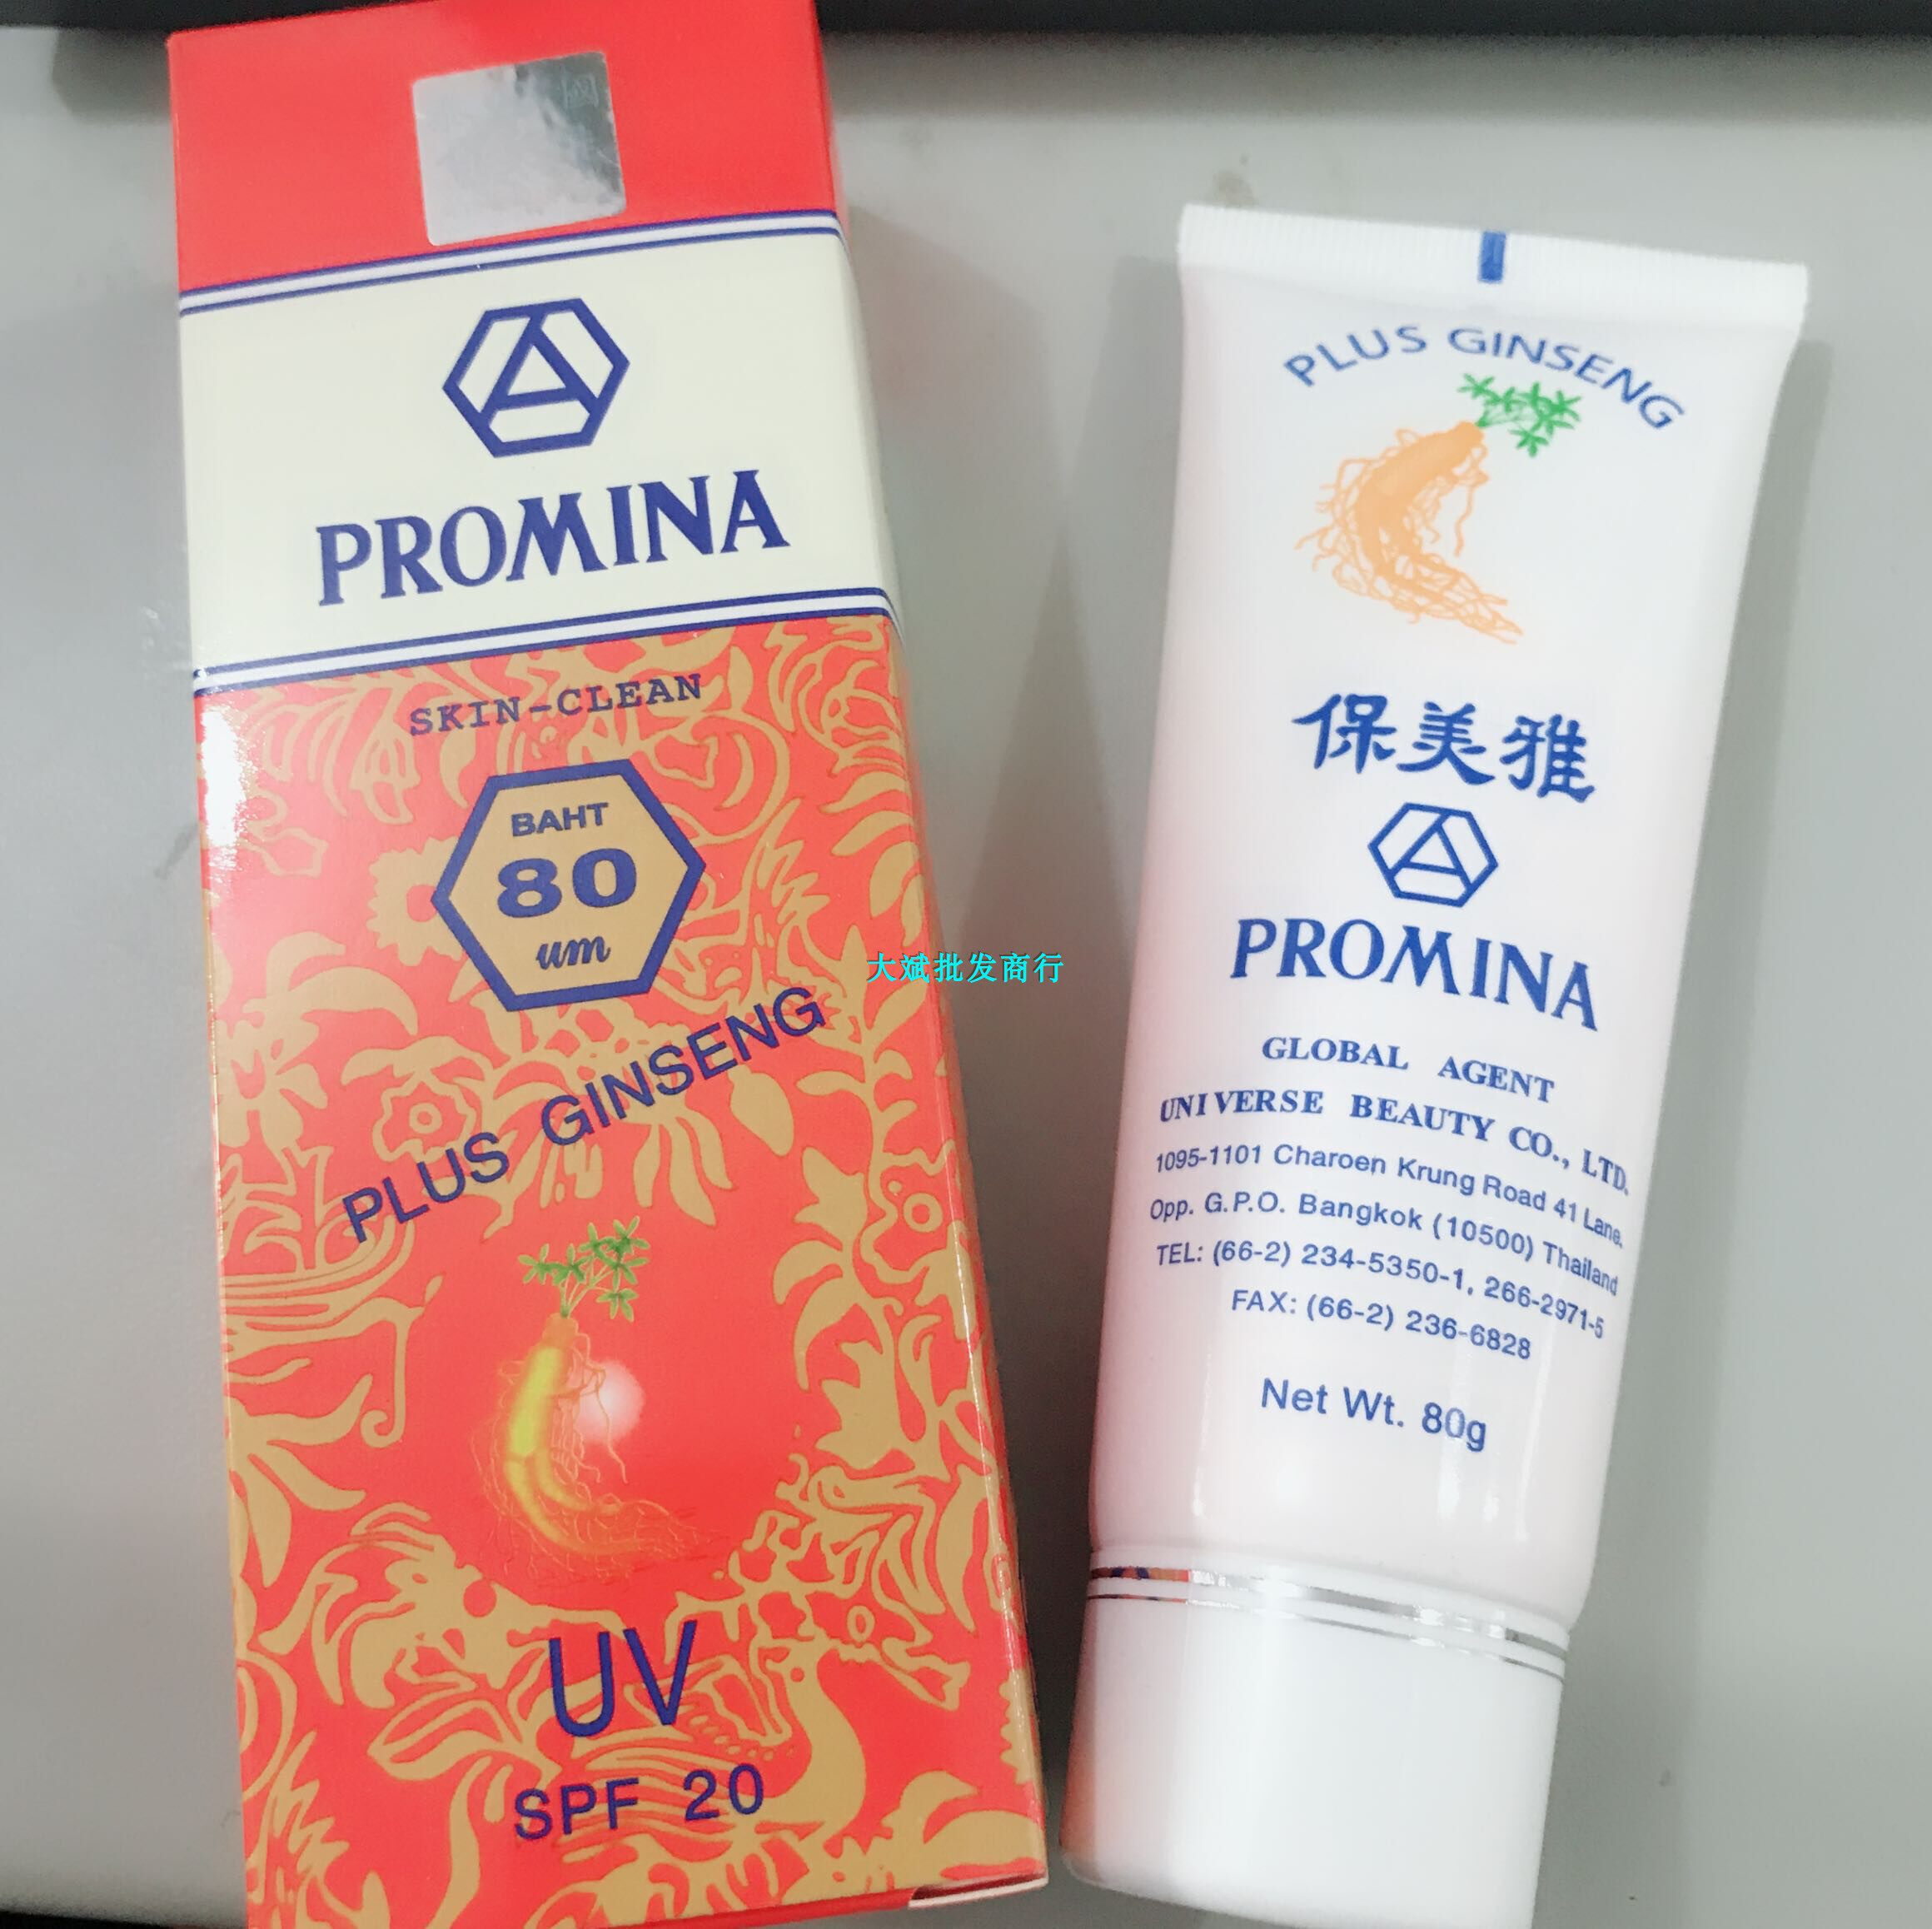 PROMINA
SKIN-CLEAN
BAHT
80
um
PLUS GINSENG
UV
SPF 20
大斌批发商行
PLUS GINSENG
保美雅
PROMINA
GLOBAL AGENT
UNIVERSE BEAUTY CO., LTD.
1095-1101 Charoen Krung Road 41 Lane.
Opp. G.P.O. Bangkok (10500) Thailand
TEL: (66-2) 234-5350-1, 266-2971-5
FAX: (66-2) 236-6828
Net Wt. 80g